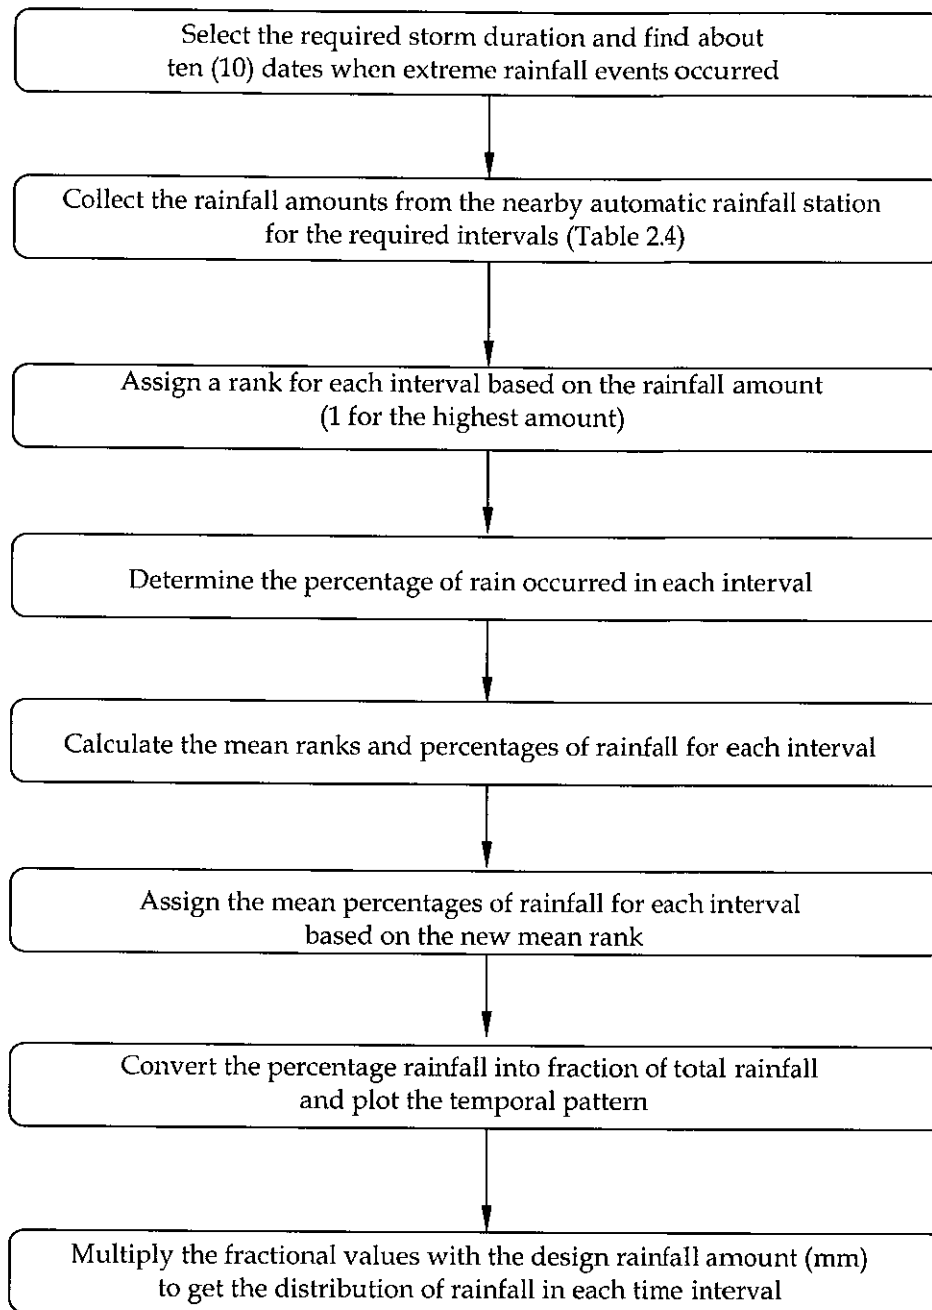 Select the required storm duration and find about
ten (10) dates when extreme rainfall events occurred
Collect the rainfall amounts from the nearby automatic rainfall station
for the required intervals (Table 2.4)
Assign a rank for each interval based on the rainfall amount
(1 for the highest amount)
Determine the percentage of rain occurred in each interval
Calculate the mean ranks and percentages of rainfall for each interval
Assign the mean percentages of rainfall for each interval
based on the new mean rank
Convert the percentage rainfall into fraction of total rainfall
and plot the temporal pattern
Multiply the fractional values with the design rainfall amount (mm)
to get the distribution of rainfall in each time interval